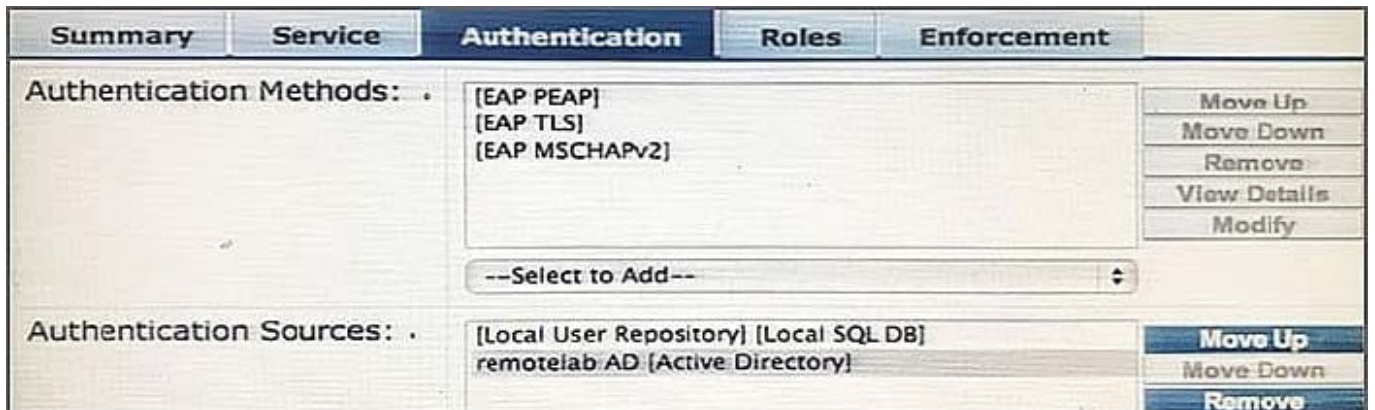 Summary Service Authentication Roles Enforcement
Authentication Methods:
[EAP PEAP]
[EAP TLS]
[EAP MSCHAPv2]
Move Up
Move Down
Remove
View Details
Modify
--Select to Add--
Authentication Sources:
[Local User Repository] [Local SQL DB]
remotelab AD [Active Directory]
Move Up
Move Down
Remove